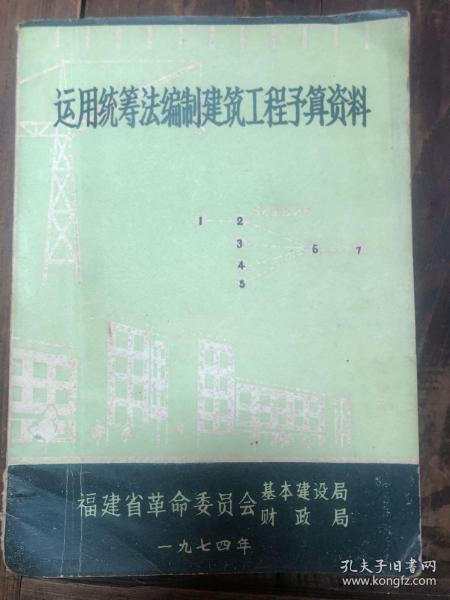 运用统筹法编制建筑工程予算资料
1 2
3 6 7
4
5
福建省革命委员会 基本建设局
财政局
一九七四年
孔夫子旧书网
www.kongfz.com